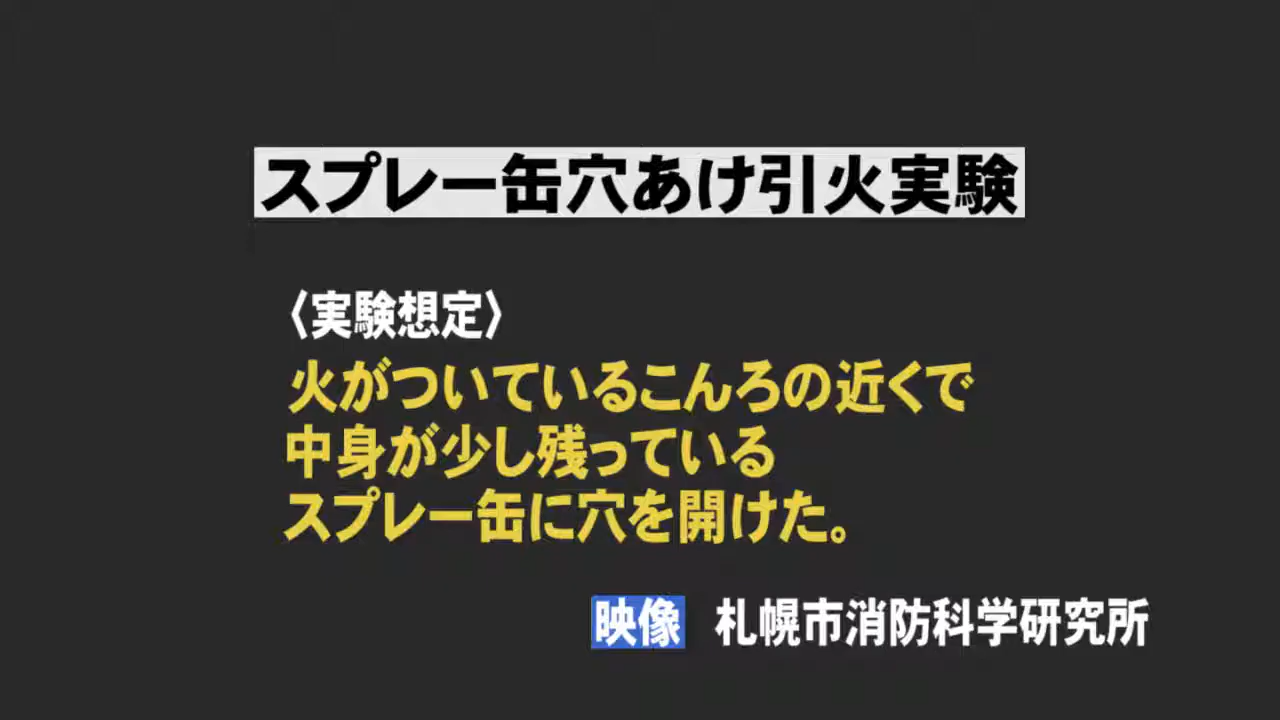 スプレー缶穴あけ引火実験
〈実験想定〉
火がついているこんろの近くで
中身が少し残っている
スプレー缶に穴を開けた。
映像 札幌市消防科学研究所